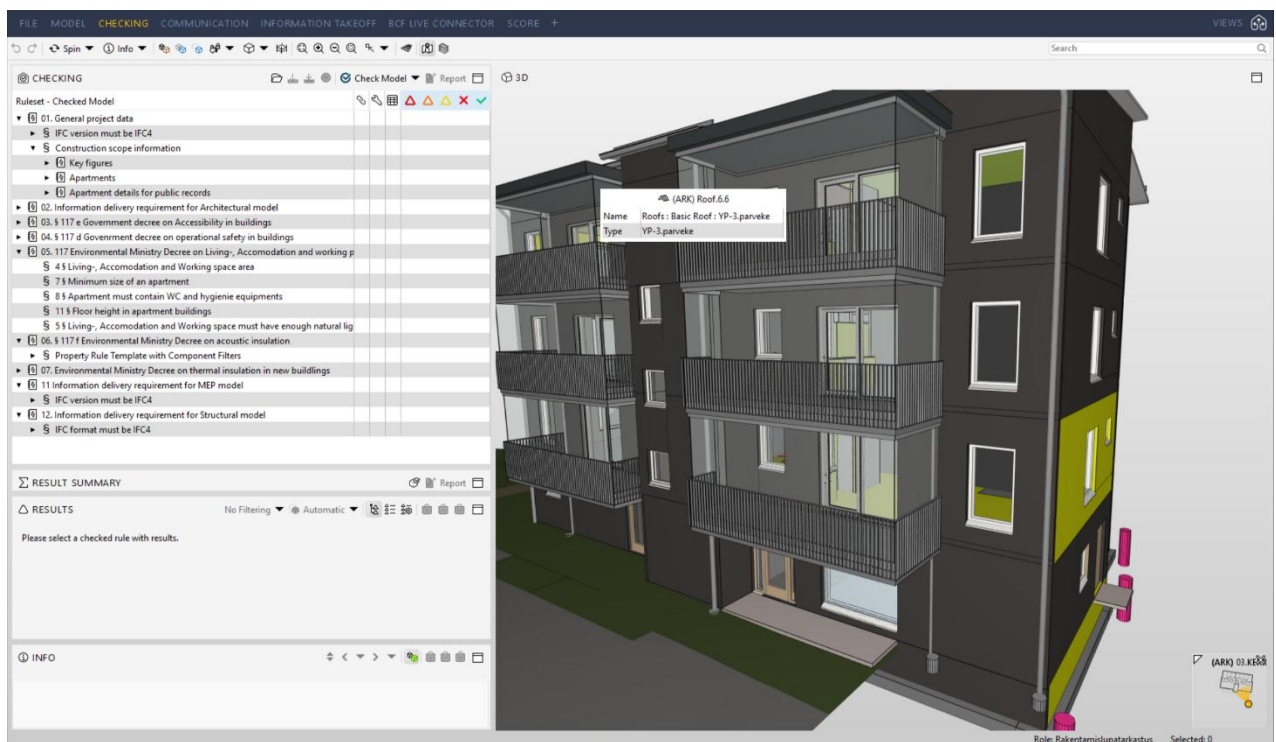 FILE MODEL CHECKING COMMUNICATION INFORMATION TAKEOFF BCF LIVE CONNECTOR SCORE +
VIEWS
Spin Info
Search
CHECKING
Check Model Report
3D
Ruleset - Checked Model
01. General project data
§ IFC version must be IFC4
§ Construction scope information
Key figures
Apartments
Apartment details for public records
02. Information delivery requirement for Architectural model
03. § 117 e Government decree on Accessibility in buildings
04. § 117 d Govenrment decree on operational safety in buildings
05. 117 Environmental Ministry Decree on Living-, Accomodation and working p
§ 4 § Living-, Accomodation and Working space area
§ 7 § Minimum size of an apartment
§ 8 § Apartment must contain WC and hygienie equipments
§ 11 § Floor height in apartment buildings
§ 5 § Living-, Accomodation and Working space must have enough natural lig
06. § 117 f Environmental Ministry Decree on acoustic insulation
§ Property Rule Template with Component Filters
07. Environmental Ministry Decree on thermal insulation in new buildlings
11 Information delivery requirement for MEP model
§ IFC version must be IFC4
12. Information delivery requirement for Structural model
§ IFC format must be IFC4
(ARK) Roof.6.6
Name Roofs : Basic Roof : YP-3.parveke
Type YP-3.parveke
RESULT SUMMARY
Report
RESULTS
No Filtering Automatic
Please select a checked rule with results.
INFO
(ARK) 03.KERR
Role: Rakentamislupatarkastus Selected: 0